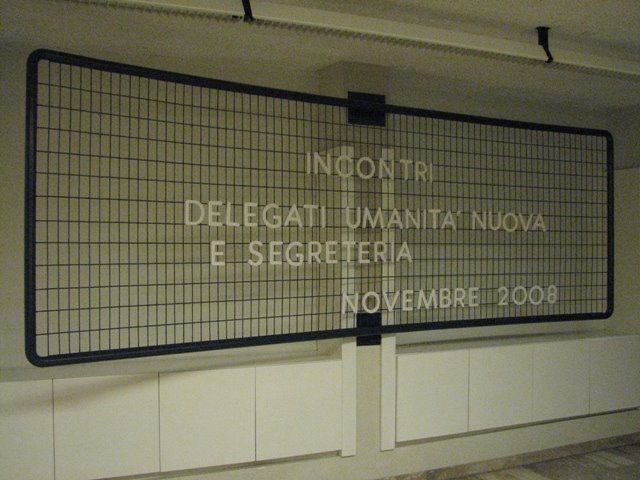 INCONTRI
DELEGATI UMANITA' NUOVA
E SEGRETERIA
NOVEMBRE 2008